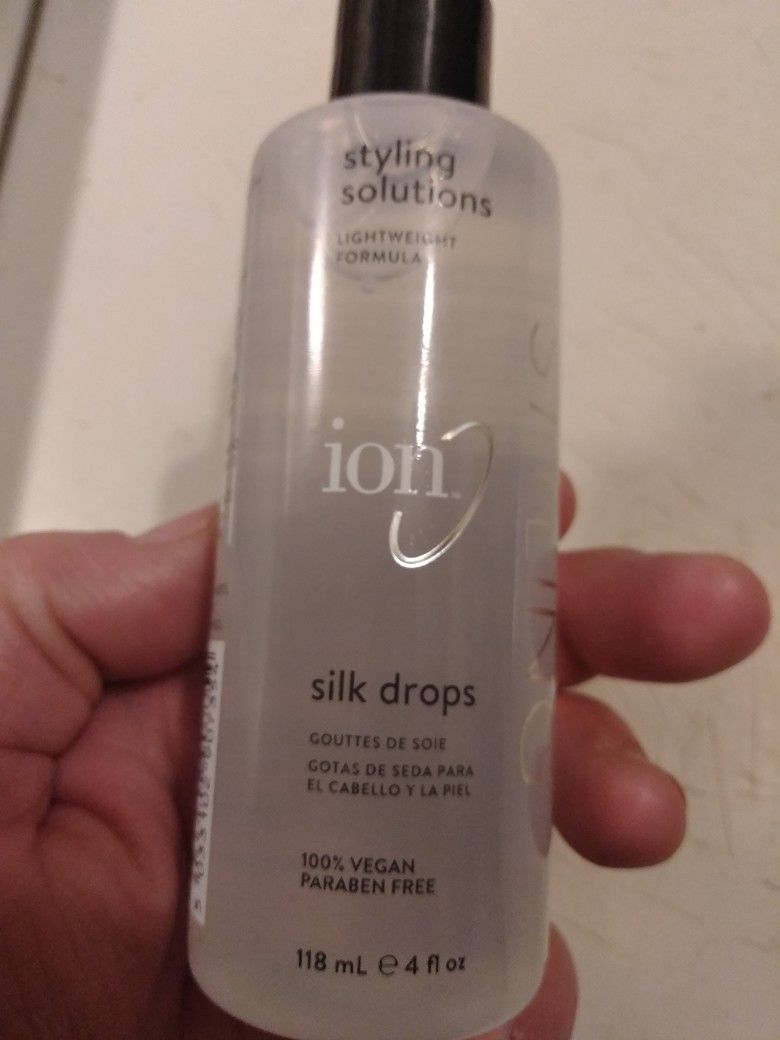 styling
solutions
LIGHTWEIGHT
FORMULA
ion
silk drops
GOUTTES DE SOIE
GOTAS DE SEDA PARA
EL CABELLO Y LA PIEL
100% VEGAN
PARABEN FREE
118 mL ℮ 4 fl oz